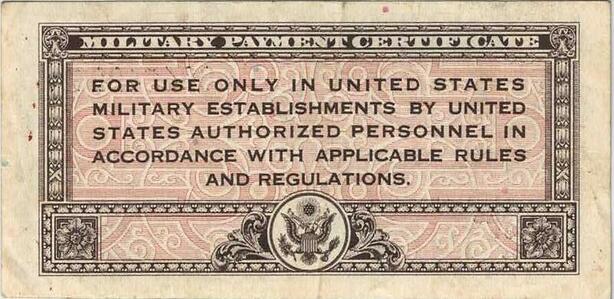 MILITARY PAYMENT CERTIFICATE
FOR USE ONLY IN UNITED STATES
MILITARY ESTABLISHMENTS BY UNITED
STATES AUTHORIZED PERSONNEL IN
ACCORDANCE WITH APPLICABLE RULES
AND REGULATIONS.